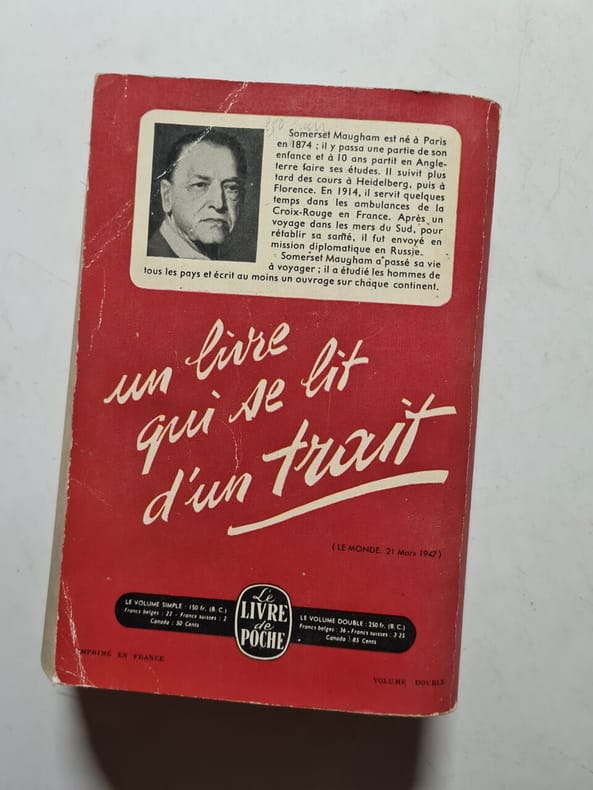 Somerset Maugham est né à Paris
en 1874 ; il y passa une partie de son
enfance et à 10 ans partit en Angle-
terre faire ses études. Il suivit plus
tard des cours à Heidelberg, puis à
Florence. En 1914, il servit quelques
temps dans les ambulances de la
Croix-Rouge en France. Après un
voyage dans les mers du Sud, pour
rétablir sa santé, il fut envoyé en
mission diplomatique en Russie.
Somerset Maugham a passé sa vie
à voyager ; il a étudié les hommes de
tous les pays et écrit au moins un ouvrage sur chaque continent.
un livre
qui se lit
d'un trait
( LE MONDE. 21 Mars 1947 )
LE VOLUME SIMPLE : 150 fr. (B. C.)
Francs belges : 22 - Francs suisses : 2
Canada : 50 Cents
Le
LIVRE
de
POCHE
LE VOLUME DOUBLE : 250 fr. (B. C.)
Francs belges : 36 - Francs suisses : 3 25
Canada : 85 Cents
IMPRIMÉ EN FRANCE
VOLUME DOUBLE